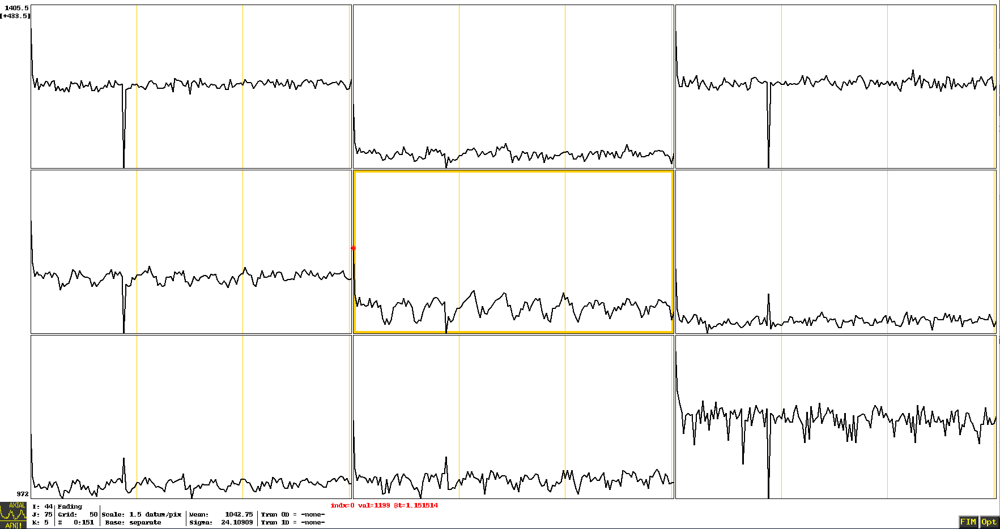 1405.5
[+433.5]
972
AXIAL
AFNI!
I: 44 Fading
J: 75 Grid: 50 Scale: 1.5 datum/pix Mean: 1042.75 Tran 0D = -none-
K: 5 # 0:151 Base: separate Sigma: 24.10909 Tran 1D = -none-
indx=0 val=1199 @t=1.151514
FIM Opt